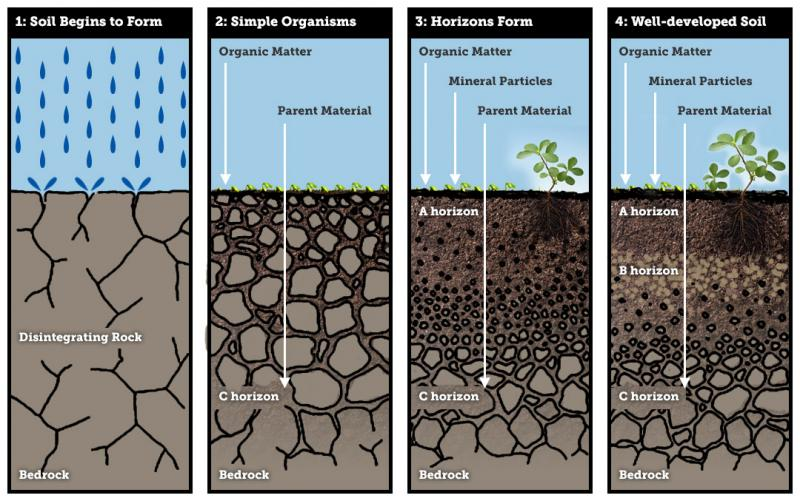 1: Soil Begins to Form
Disintegrating Rock
Bedrock
2: Simple Organisms
Organic Matter
Parent Material
C horizon
Bedrock
3: Horizons Form
Organic Matter
Mineral Particles
Parent Material
A horizon
C horizon
Bedrock
4: Well-developed Soil
Organic Matter
Mineral Particles
Parent Material
A horizon
B horizon
C horizon
Bedrock